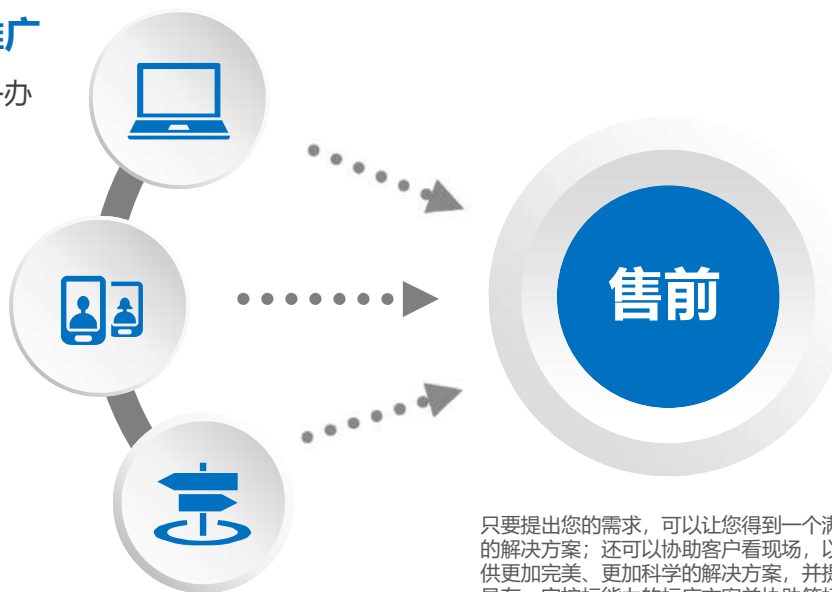 广
办
售前
只要提出您的需求，可以让您得到一个满
的解决方案；还可以协助客户看现场，以
供更加完美、更加科学的解决方案，并提